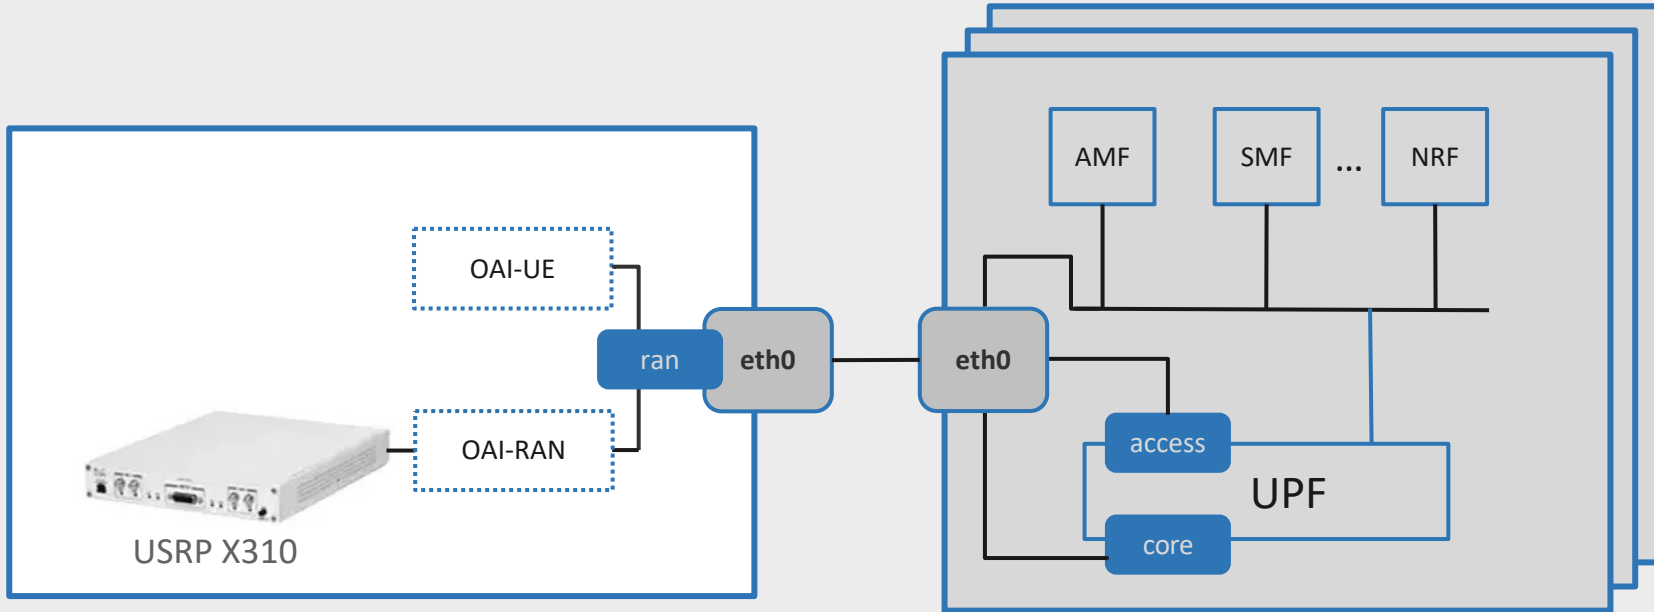 AMF
SMF
...
NRF
OAI-UE
ran
eth0
eth0
OAI-RAN
access
UPF
core
USRP X310